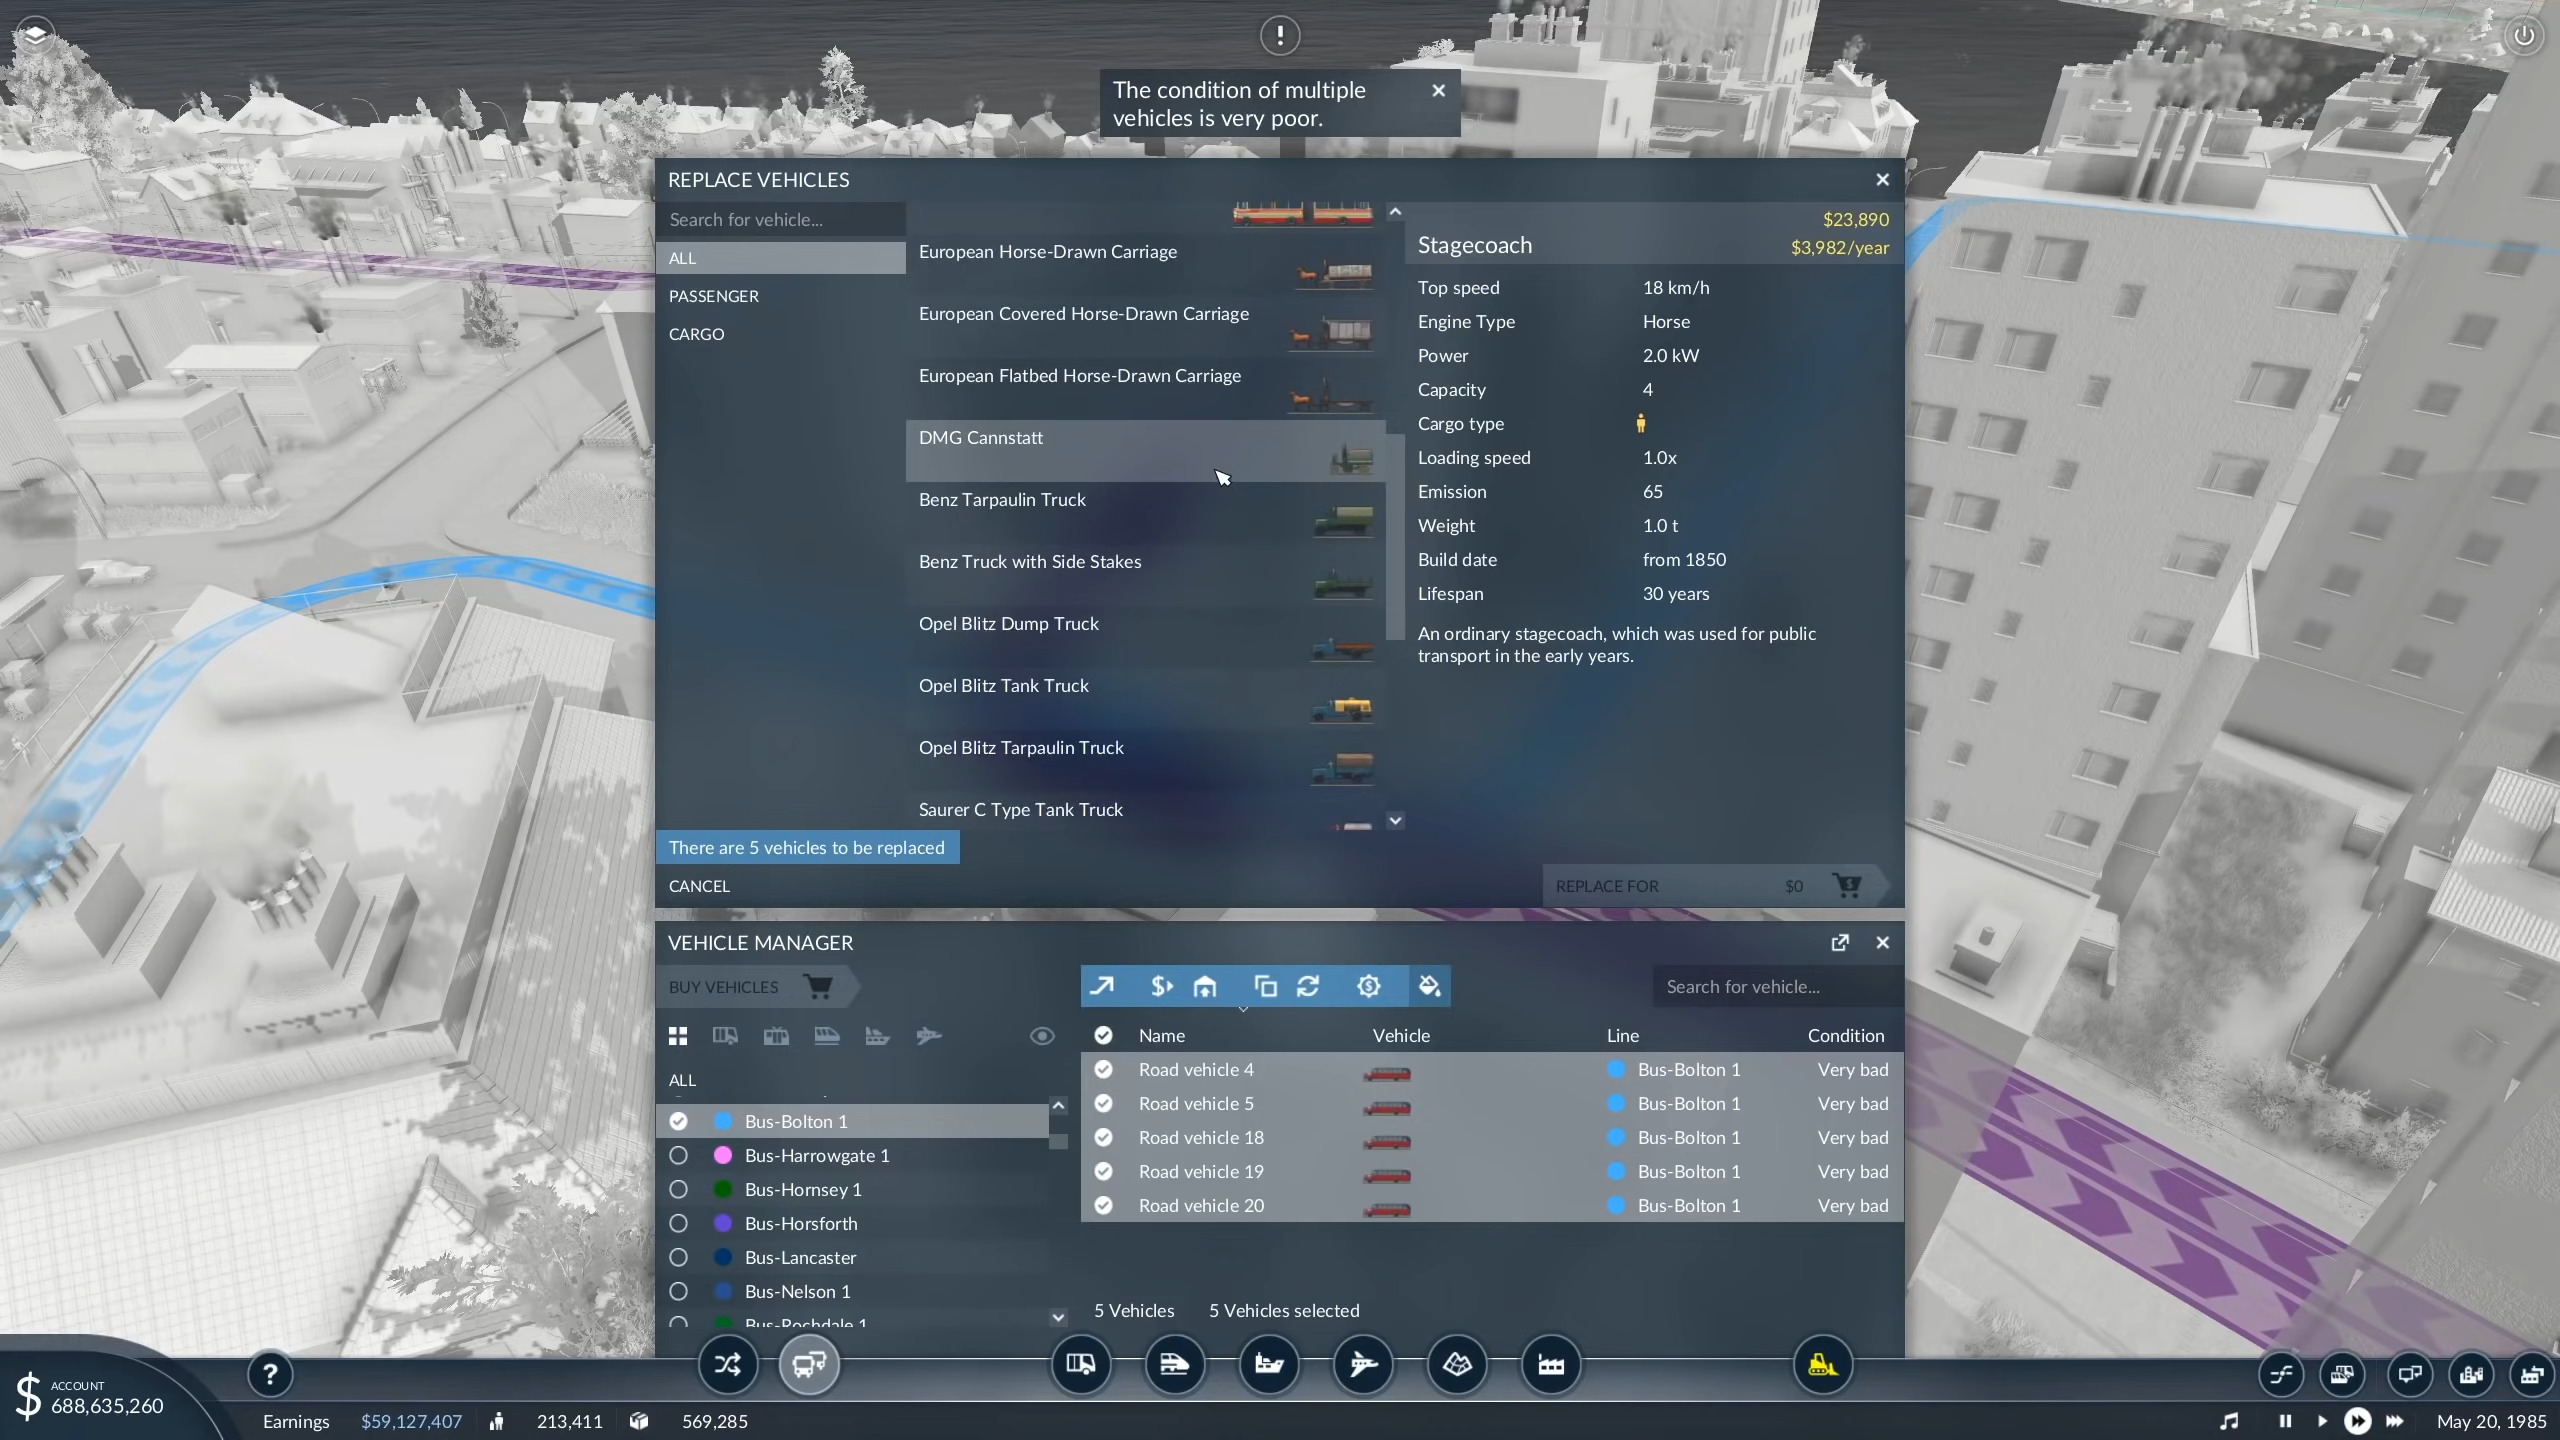 !
The condition of multiple
vehicles is very poor.
REPLACE VEHICLES
Search for vehicle...
ALL
PASSENGER
CARGO
European Horse-Drawn Carriage
European Covered Horse-Drawn Carriage
European Flatbed Horse-Drawn Carriage
DMG Cannstatt
Benz Tarpaulin Truck
Benz Truck with Side Stakes
Opel Blitz Dump Truck
Opel Blitz Tank Truck
Opel Blitz Tarpaulin Truck
Saurer C Type Tank Truck
$23,890
Stagecoach
$3,982/year
Top speed 18 km/h
Engine Type Horse
Power 2.0 kW
Capacity 4
Cargo type
Loading speed 1.0x
Emission 65
Weight 1.0 t
Build date from 1850
Lifespan 30 years
An ordinary stagecoach, which was used for public
transport in the early years.
There are 5 vehicles to be replaced
CANCEL
REPLACE FOR $0
VEHICLE MANAGER
BUY VEHICLES
Search for vehicle...
ALL
Bus-Bolton 1
Bus-Harrowgate 1
Bus-Hornsey 1
Bus-Horsforth
Bus-Lancaster
Bus-Nelson 1
Bus-Rochdale 1
Name Vehicle Line Condition
Road vehicle 4 Bus-Bolton 1 Very bad
Road vehicle 5 Bus-Bolton 1 Very bad
Road vehicle 18 Bus-Bolton 1 Very bad
Road vehicle 19 Bus-Bolton 1 Very bad
Road vehicle 20 Bus-Bolton 1 Very bad
5 Vehicles 5 Vehicles selected
$ ACCOUNT
688,635,260
?
Earnings $59,127,407 213,411 569,285
May 20, 1985